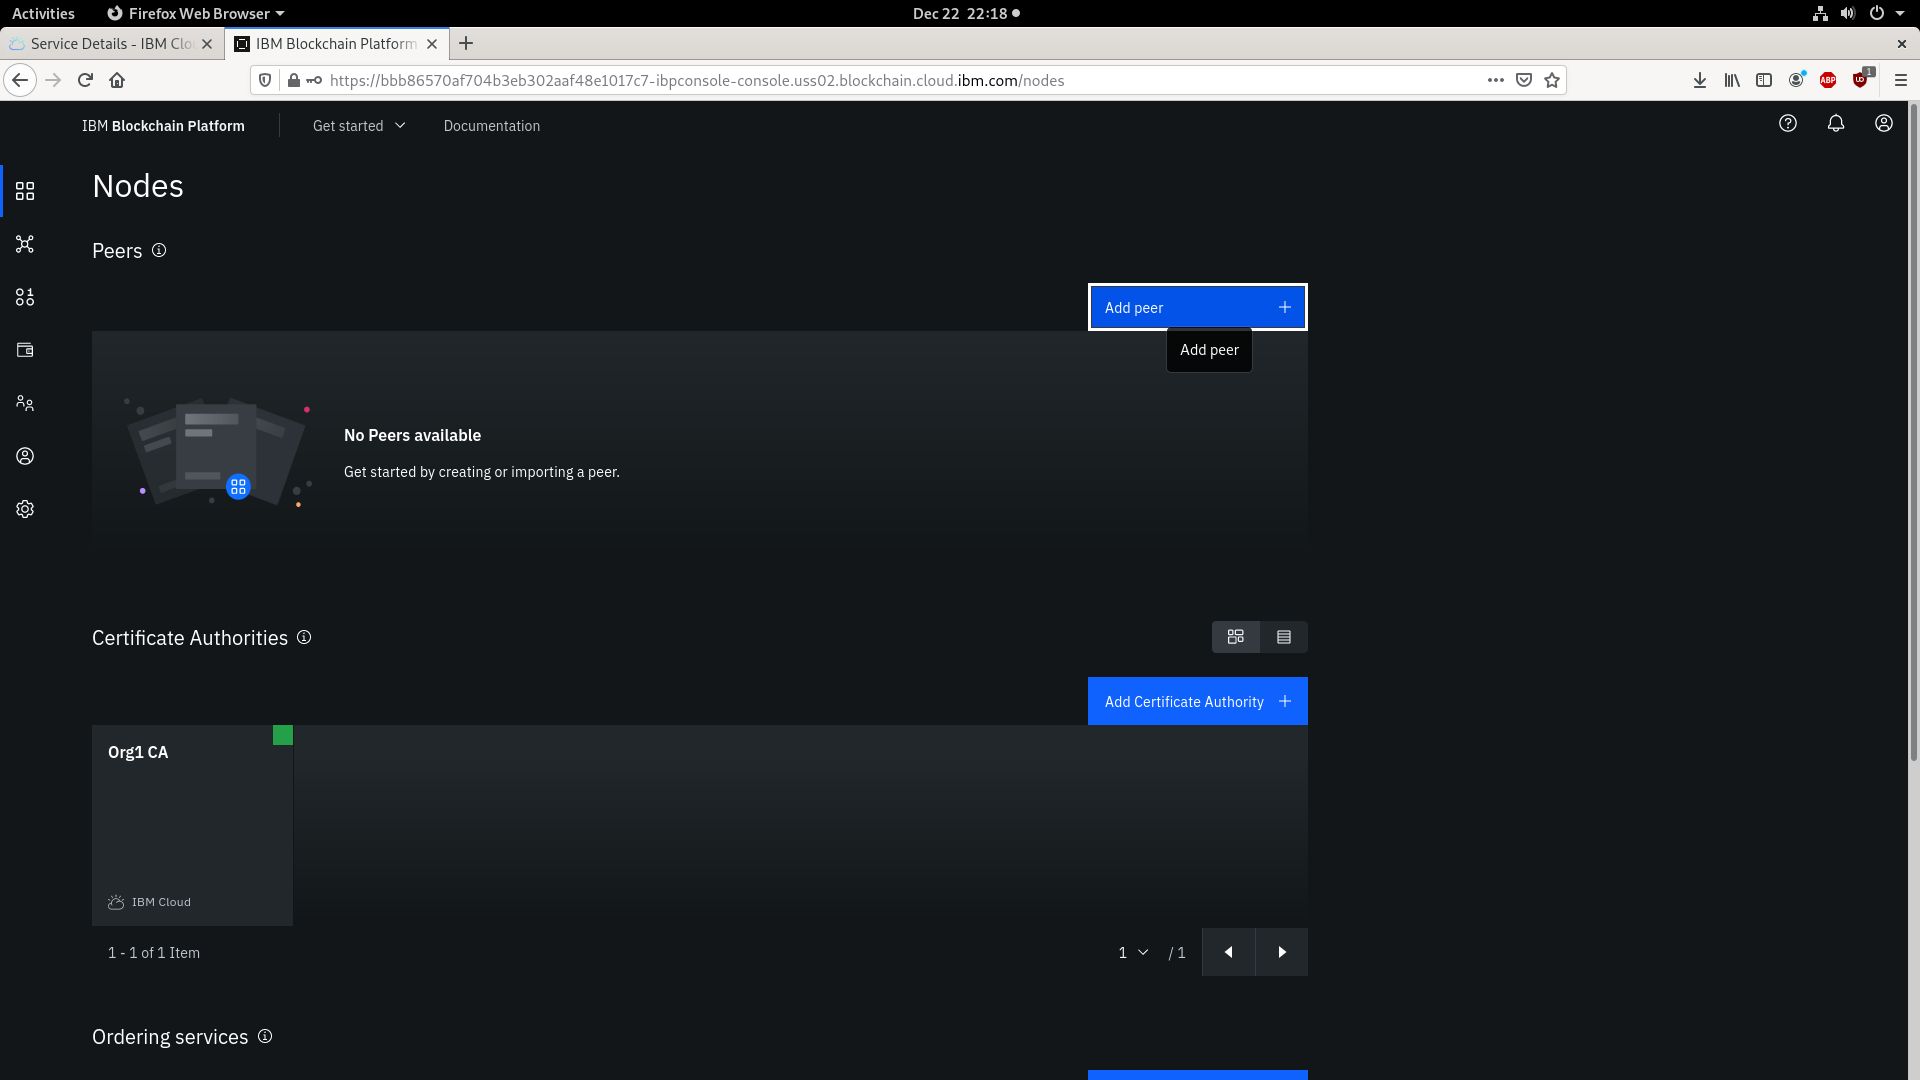 Activities
Firefox Web Browser
Dec 22 22:18
Service Details - IBM Clo
IBM Blockchain Platform
https://bbb86570af704b3eb302aaf48e1017c7-ibpconsole-console.uss02.blockchain.cloud.ibm.com/nodes
ABP
1
IBM Blockchain Platform
Get started
Documentation
Nodes
Peers
Add peer
Add peer
No Peers available
Get started by creating or importing a peer.
Certificate Authorities
Add Certificate Authority
Org1 CA
IBM Cloud
1 - 1 of 1 Item
1
/ 1
Ordering services